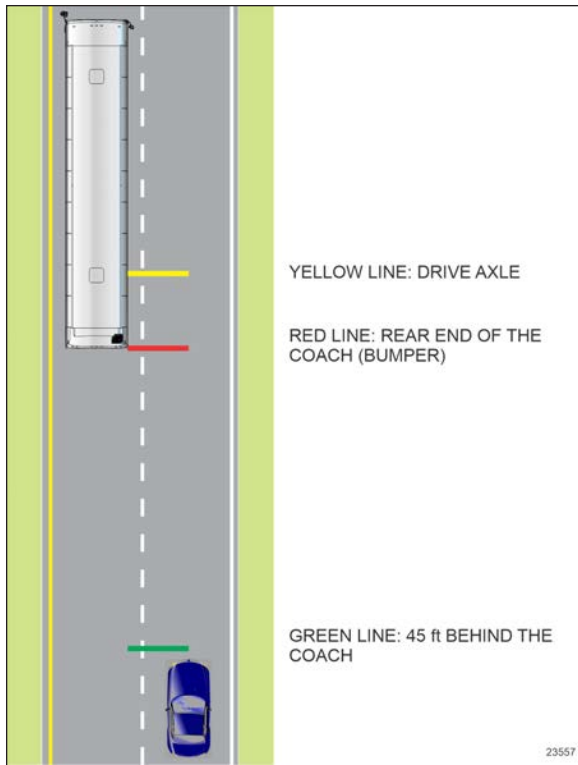 YELLOW LINE: DRIVE AXLE
RED LINE: REAR END OF THE
COACH (BUMPER)
GREEN LINE: 45 ft BEHIND THE
COACH
23557